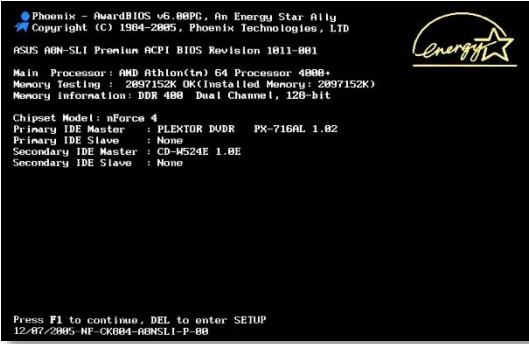 Phoenix - AwardBIOS v6.00PG, An Energy Star Ally
Copyright (C) 1984-2005, Phoenix Technologies, LTD
energy
ASUS A8N-SLI Premium ACPI BIOS Revision 1011-001
Main Processor: AMD Athlon(tm) 64 Processor 4000+
Memory Testing : 2097152K OK(Installed Memory: 2097152K)
Memory information: DDR 400 Dual Channel, 128-bit
Chipset Model: nForce 4
Primary IDE Master : PLEXTOR DVDR PX-716AL 1.02
Primary IDE Slave : None
Secondary IDE Master : CD-W524E 1.0E
Secondary IDE Slave : None
Press F1 to continue, DEL to enter SETUP
12/07/2005-NF-CK804-A8NSLI-P-00